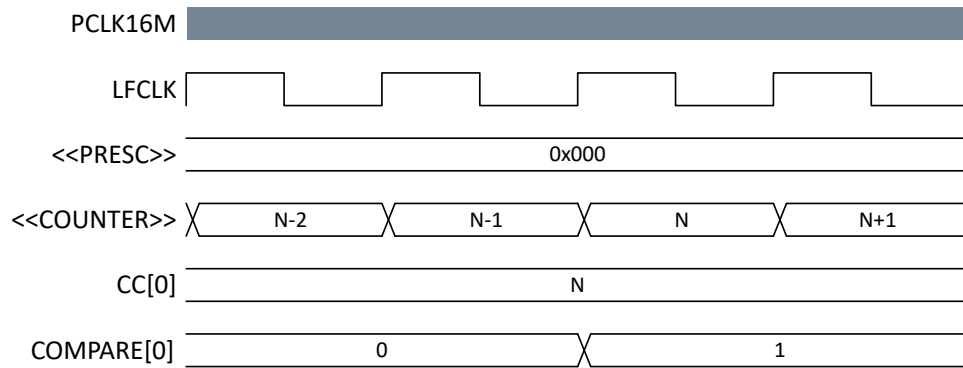 PCLK16M
LFCLK
<<PRESC>> 0x000
<<COUNTER>> N-2 N-1 N N+1
CC[0] N
COMPARE[0] 0 1